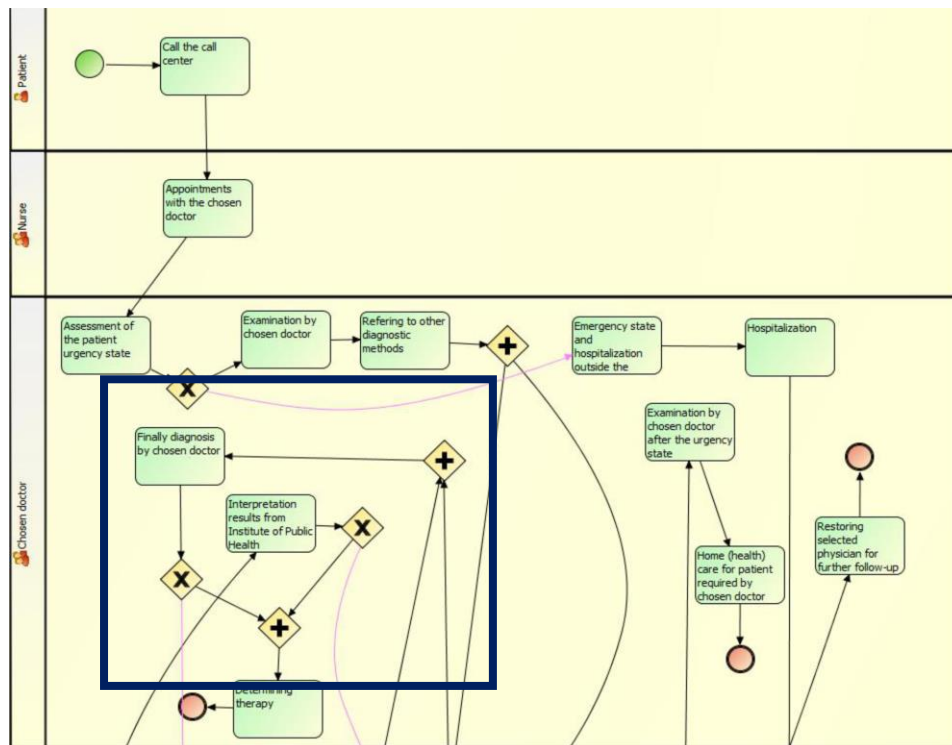 Patient
Call the call
center
Nurse
Appointments
with the chosen
doctor
Chosen doctor
Assessment of
the patient
urgency state
Examination by
chosen doctor
Refering to other
diagnostic
methods
Emergency state
and
hospitalization
outside the
Hospitalization
Finally diagnosis
by chosen doctor
Interpretation
results from
Institute of Public
Health
Examination by
chosen doctor
after the urgency
state
Home (health)
care for patient
required by
chosen doctor
Restoring
selected
physician for
further follow-up
Determining
therapy